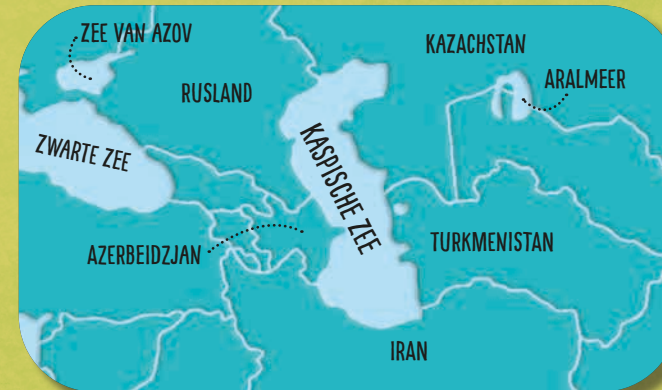 ZEE VAN AZOV
KAZACHSTAN
ARALMEER
RUSLAND
ZWARTE ZEE
KASPISCHE ZEE
AZERBEIDZJAN
TURKMENISTAN
IRAN